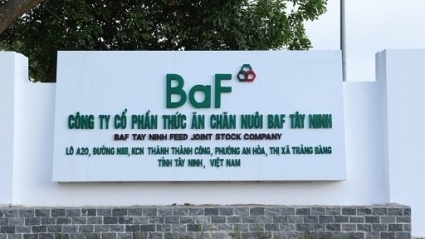 BaF
CÔNG TY CỔ PHẦN THỨC ĂN CHĂN NUÔI BAF TÂY NINH
BAF TAY NINH FEED JOINT STOCK COMPANY
LÔ A20, ĐƯỜNG N8B, KCN THÀNH THÀNH CÔNG, PHƯỜNG AN HÒA, THỊ XÃ TRẢNG BÀNG
TỈNH TÂY NINH, VIỆT NAM